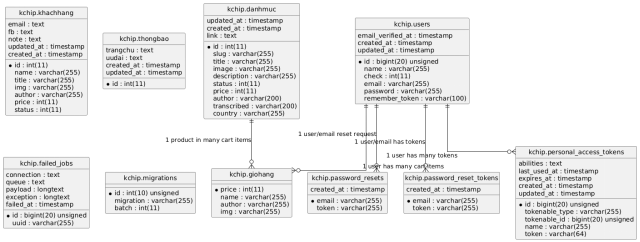 kchip.khachhang
email : text
fb : text
note : text
updated_at : timestamp
created_at : timestamp
● id : int(11)
name : varchar(255)
title : varchar(255)
img : varchar(255)
author : varchar(255)
price : int(11)
status : int(11)
kchip.thongbao
trangchu : text
uudai : text
created_at : timestamp
updated_at : timestamp
● id : int(11)
kchip.danhmuc
updated_at : timestamp
created_at : timestamp
link : text
● id : int(11)
slug : varchar(255)
title : varchar(255)
image : varchar(255)
description : varchar(255)
status : int(11)
price : int(11)
author : varchar(200)
transcribed : varchar(200)
country : varchar(255)
kchip.users
email_verified_at : timestamp
created_at : timestamp
updated_at : timestamp
● id : bigint(20) unsigned
name : varchar(255)
check : int(11)
email : varchar(255)
password : varchar(255)
remember_token : varchar(100)
1 product in many cart items
1 user/email reset request
1 user/email has tokens
1 user has many tokens
1 user has many cart items
kchip.failed_jobs
connection : text
queue : text
payload : longtext
exception : longtext
failed_at : timestamp
● id : bigint(20) unsigned
uuid : varchar(255)
kchip.migrations
● id : int(10) unsigned
migration : varchar(255)
batch : int(11)
kchip.giohang
● price : int(11)
name : varchar(255)
author : varchar(255)
img : varchar(255)
kchip.password_resets
created_at : timestamp
● email : varchar(255)
token : varchar(255)
kchip.password_reset_tokens
created_at : timestamp
● email : varchar(255)
token : varchar(255)
kchip.personal_access_tokens
abilities : text
last_used_at : timestamp
expires_at : timestamp
created_at : timestamp
updated_at : timestamp
● id : bigint(20) unsigned
tokenable_type : varchar(255)
tokenable_id : bigint(20) unsigned
name : varchar(255)
token : varchar(64)